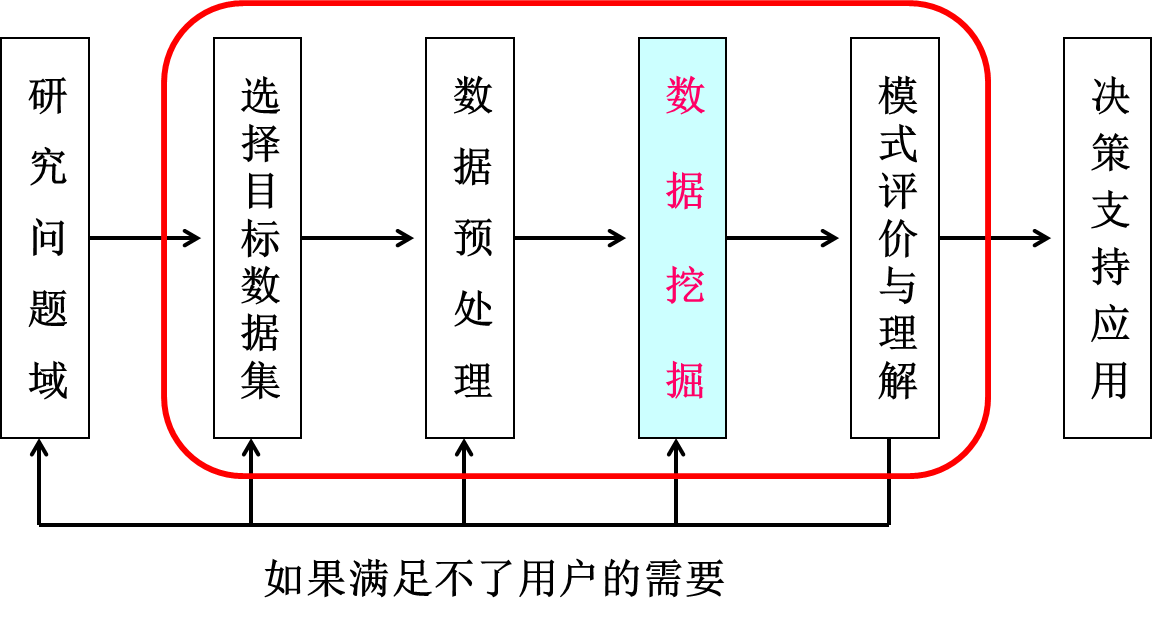 研究问题域
选择目标数据集
数据预处理
数据挖掘
模式评价与理解
决策支持应用
如果满足不了用户的需要